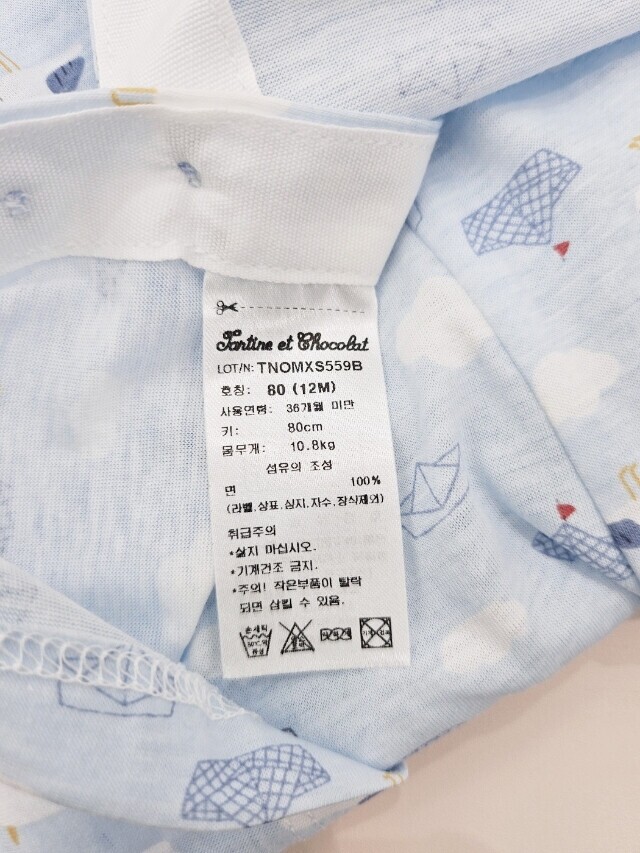 Tartine et Chocolat
LOT/N: TNOMXS559B
호칭: 80 (12M)
사용연령: 36개월 미만
키: 80cm
몸무게: 10.8kg
섬유의 조성
면 100%
(라벨,상표,심지,자수,장식제외)
취급주의
*삶지 마십시오.
*기계건조 금지.
*주의! 작은부품이 탈락
되면 삼킬 수 있음.
손세탁